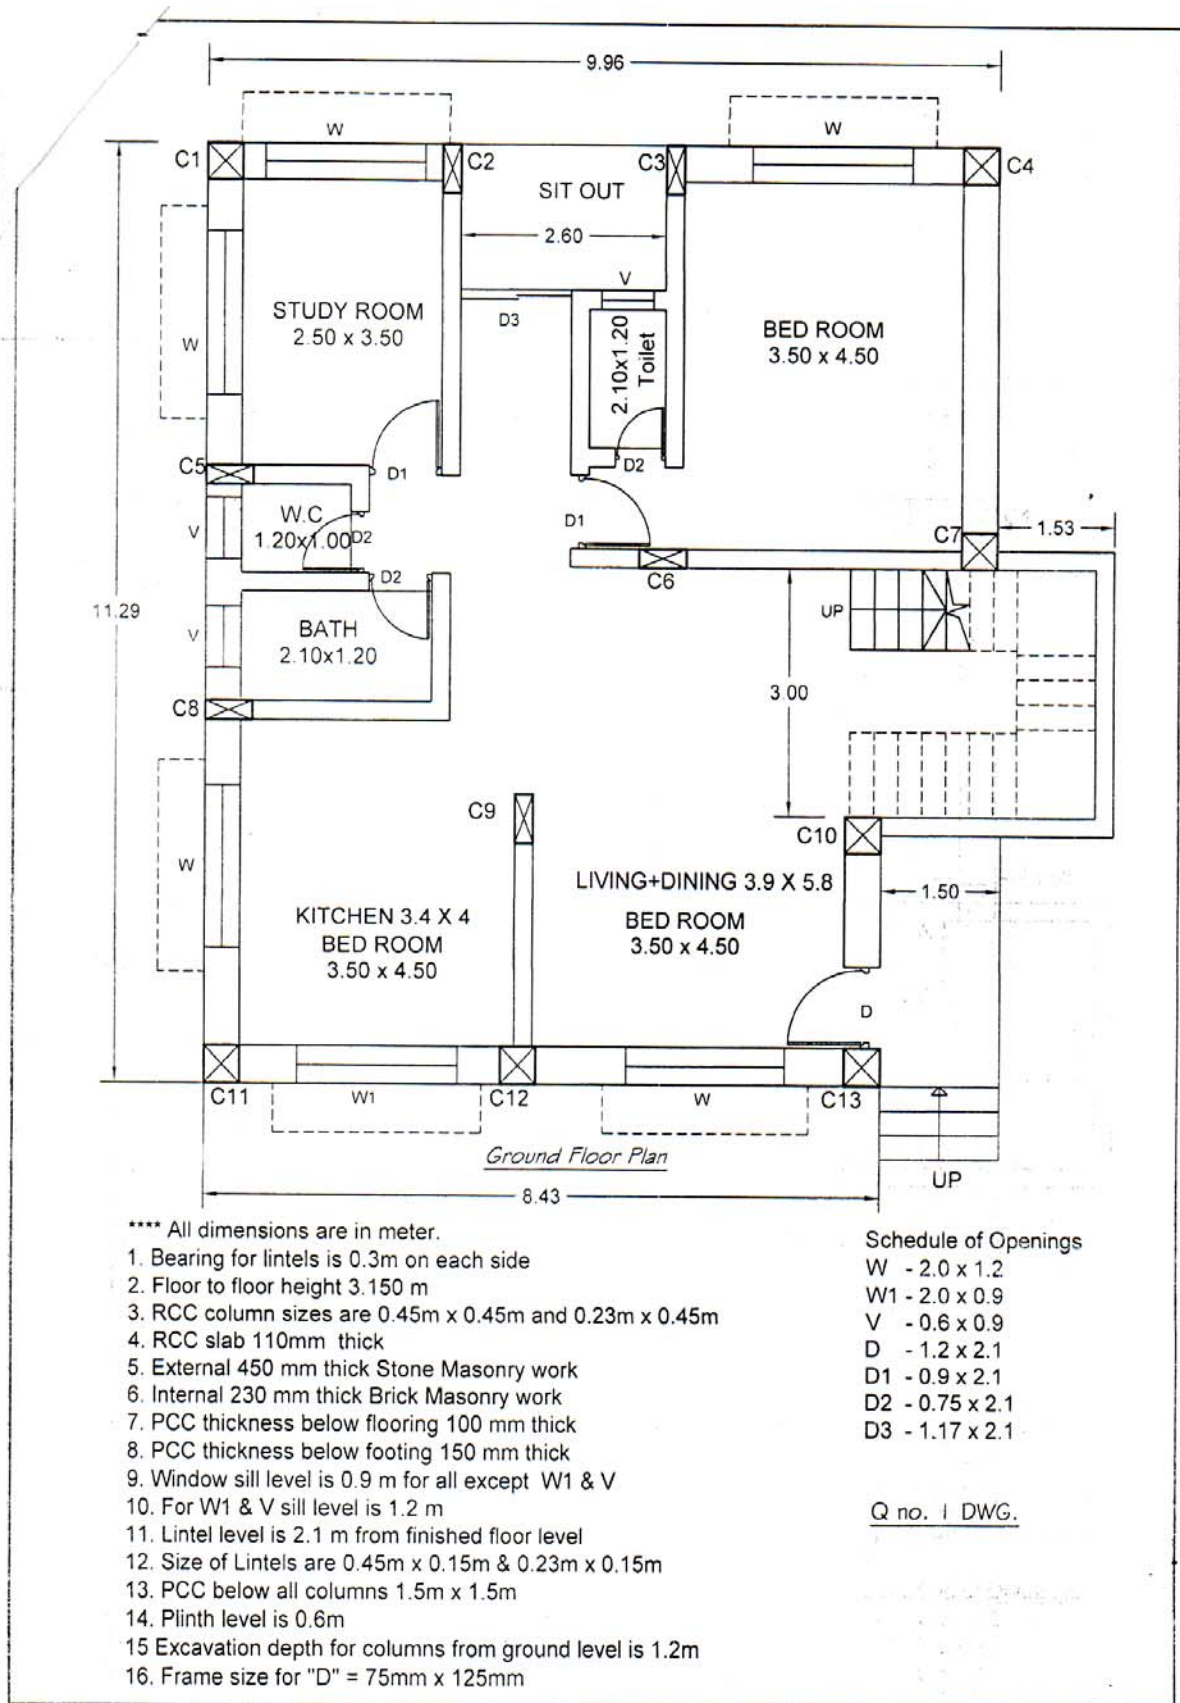 9.96
W
W
C1
C2
C3
C4
SIT OUT
2.60
V
STUDY ROOM
2.50 x 3.50
D3
2.10x1.20
Toilet
BED ROOM
3.50 x 4.50
W
C5
D1
D2
W.C
1.20x1.00
D2
V
D1
C7
1.53
D2
C6
11.29
UP
V
BATH
2.10x1.20
3.00
C8
C9
C10
W
LIVING+DINING 3.9 X 5.8
1.50
KITCHEN 3.4 X 4
BED ROOM
3.50 x 4.50
BED ROOM
3.50 x 4.50
D
C11
W1
C12
W
C13
Ground Floor Plan
UP
8.43
**** All dimensions are in meter.
1. Bearing for lintels is 0.3m on each side
2. Floor to floor height 3.150 m
3. RCC column sizes are 0.45m x 0.45m and 0.23m x 0.45m
4. RCC slab 110mm thick
5. External 450 mm thick Stone Masonry work
6. Internal 230 mm thick Brick Masonry work
7. PCC thickness below flooring 100 mm thick
8. PCC thickness below footing 150 mm thick
9. Window sill level is 0.9 m for all except W1 & V
10. For W1 & V sill level is 1.2 m
11. Lintel level is 2.1 m from finished floor level
12. Size of Lintels are 0.45m x 0.15m & 0.23m x 0.15m
13. PCC below all columns 1.5m x 1.5m
14. Plinth level is 0.6m
15 Excavation depth for columns from ground level is 1.2m
16. Frame size for "D" = 75mm x 125mm
Schedule of Openings
W - 2.0 x 1.2
W1 - 2.0 x 0.9
V - 0.6 x 0.9
D - 1.2 x 2.1
D1 - 0.9 x 2.1
D2 - 0.75 x 2.1
D3 - 1.17 x 2.1
Q no. 1 DWG.